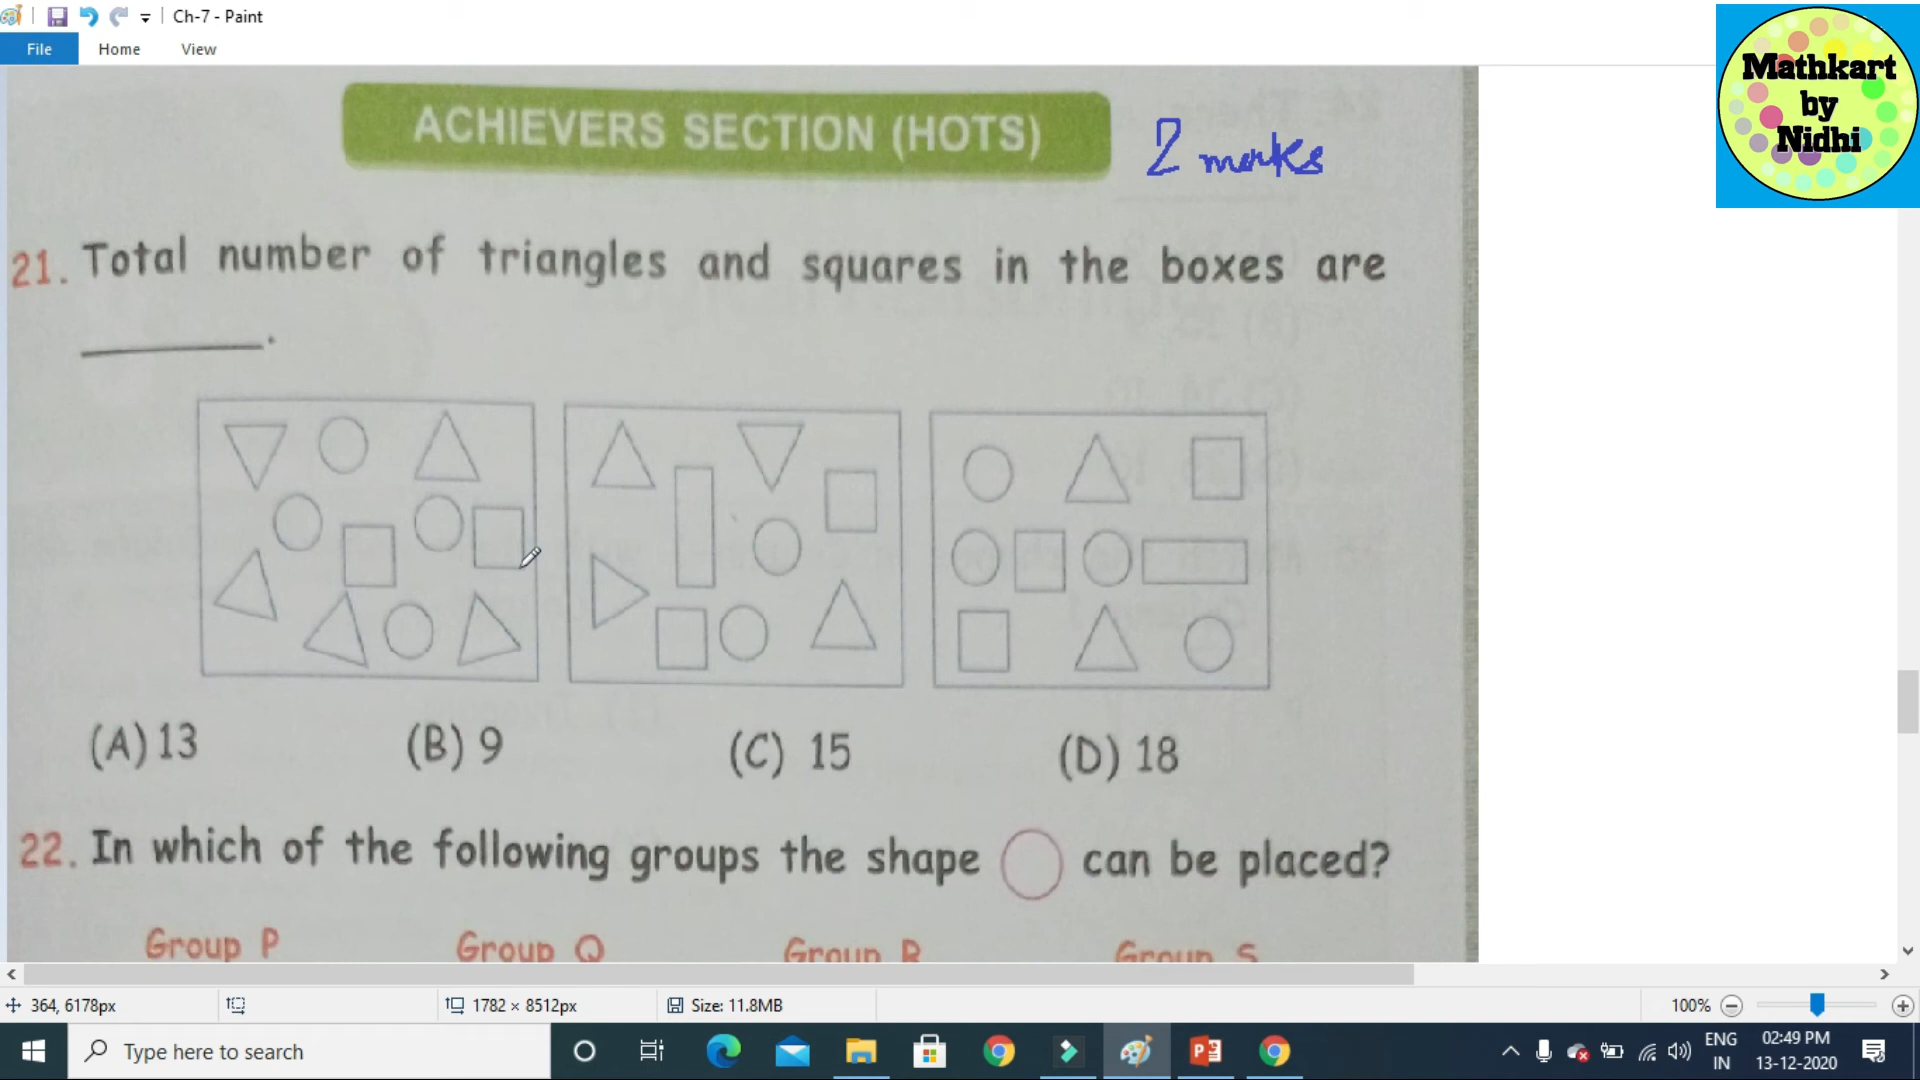 Ch-7 - Paint
File Home View
Mathkart
by
Nidhi
ACHIEVERS SECTION (HOTS) 2 marks
21. Total number of triangles and squares in the boxes are
________.
(A) 13 (B) 9 (C) 15 (D) 18
22. In which of the following groups the shape can be placed?
Group P Group Q Group R Group S
364, 6178px 1782 × 8512px Size: 11.8MB 100%
Type here to search
ENG 02:49 PM
IN 13-12-2020